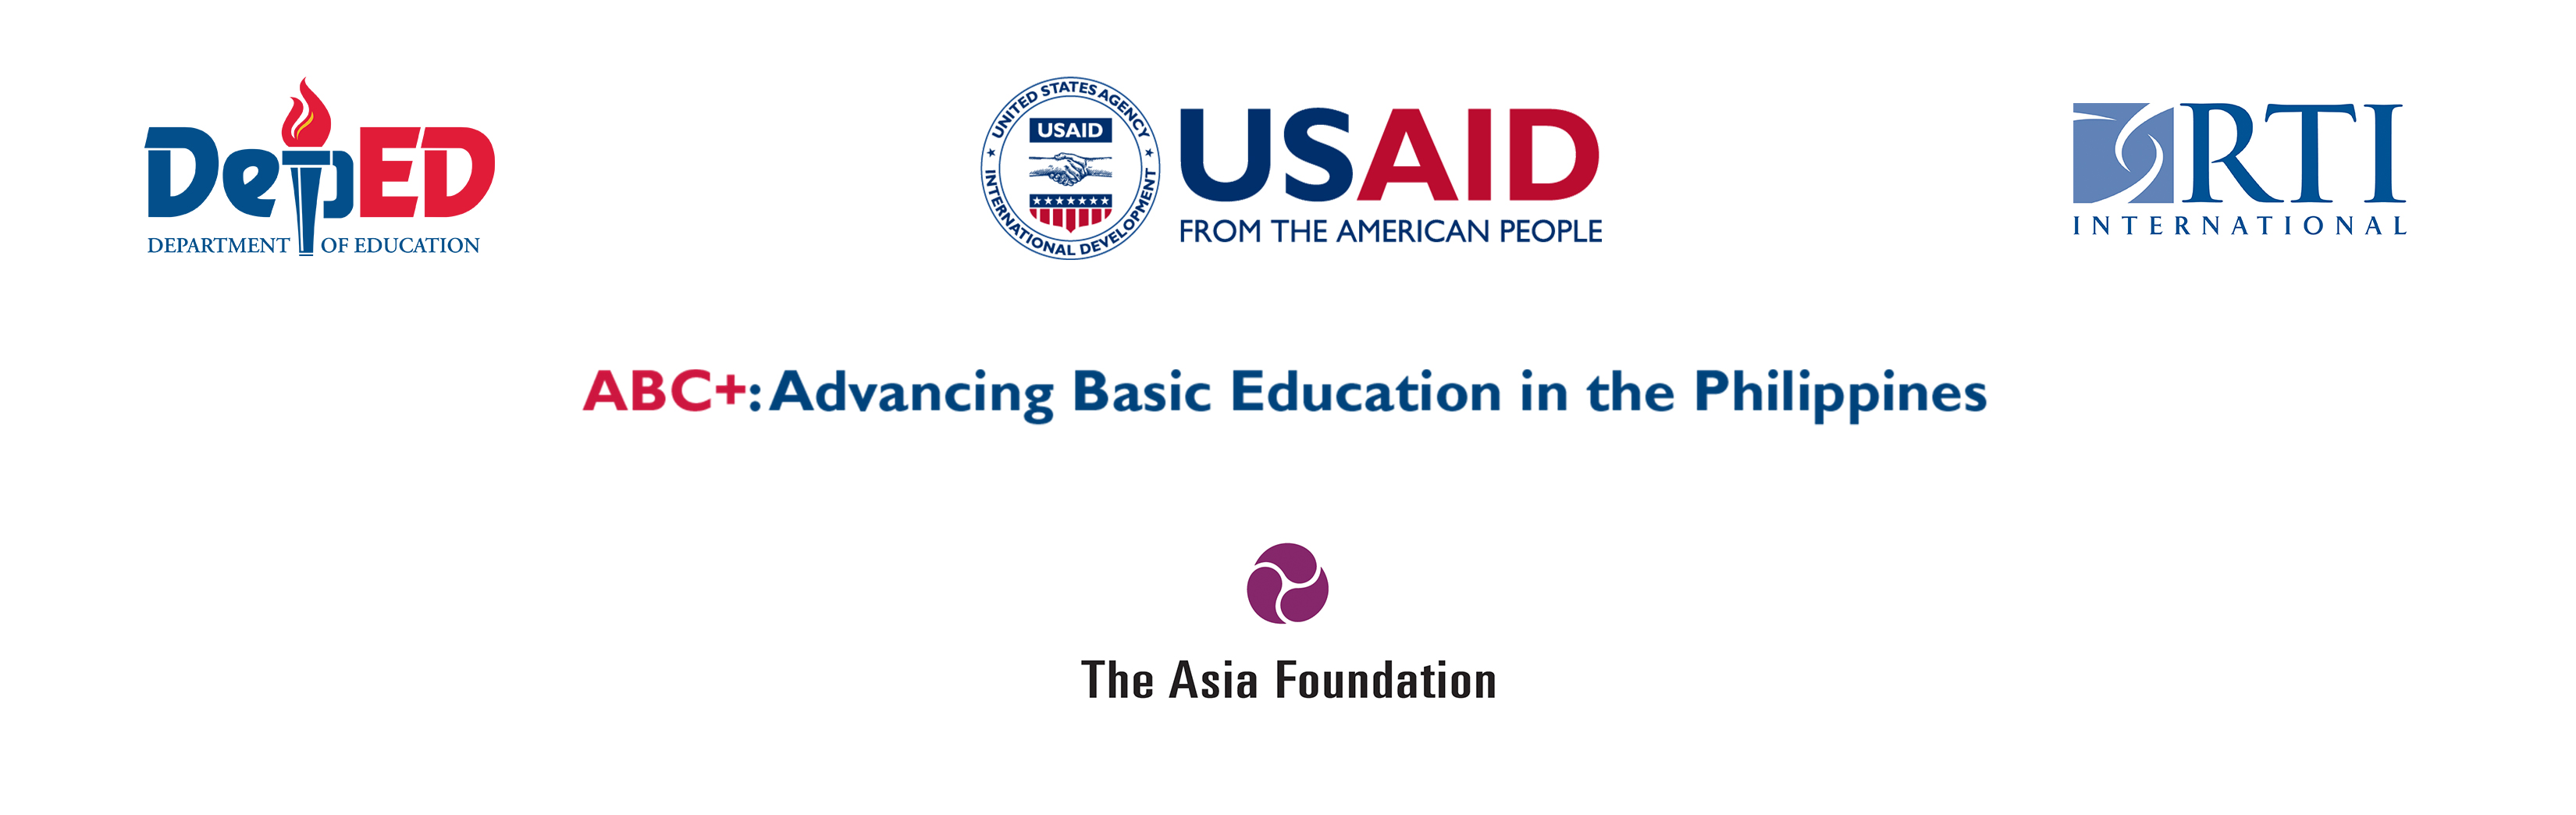 DepED
DEPARTMENT OF EDUCATION
UNITED STATES AGENCY
INTERNATIONAL DEVELOPMENT
USAID
USAID
FROM THE AMERICAN PEOPLE
RTI
INTERNATIONAL
ABC+: Advancing Basic Education in the Philippines
The Asia Foundation